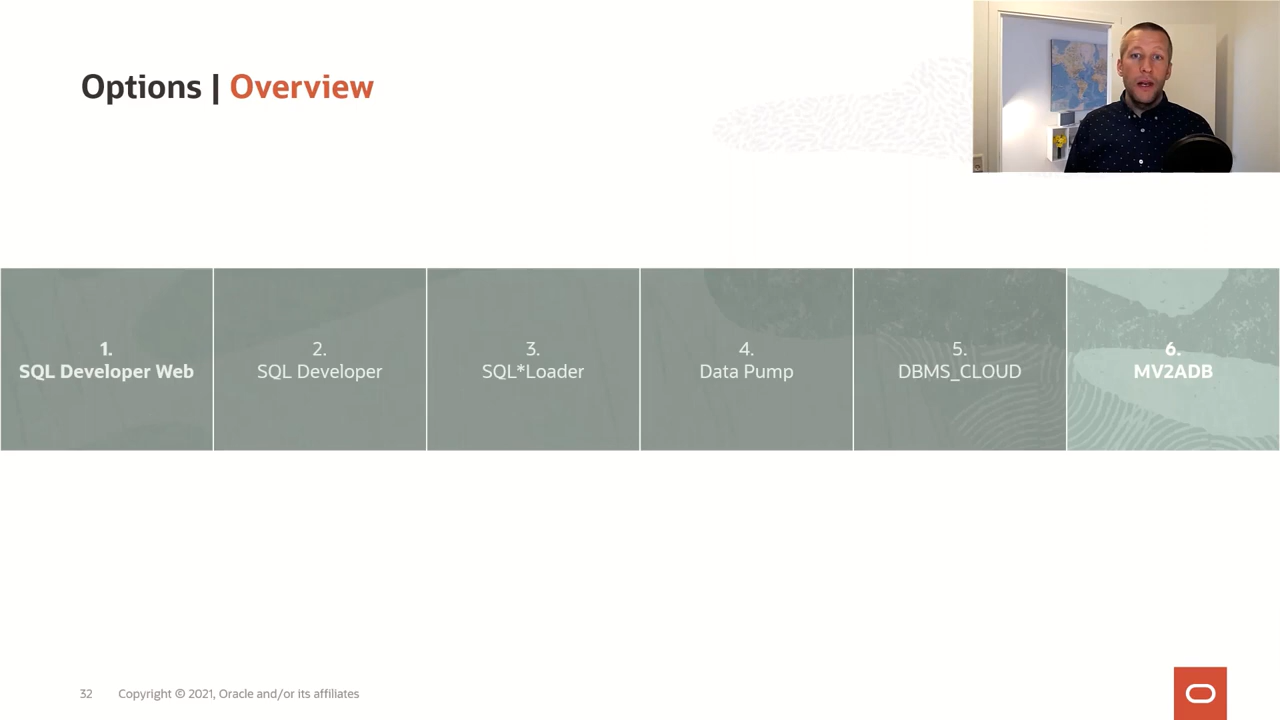 Options | Overview
1.
SQL Developer Web
2.
SQL Developer
3.
SQL*Loader
4.
Data Pump
5.
DBMS_CLOUD
6.
MV2ADB
32 Copyright © 2021, Oracle and/or its affiliates